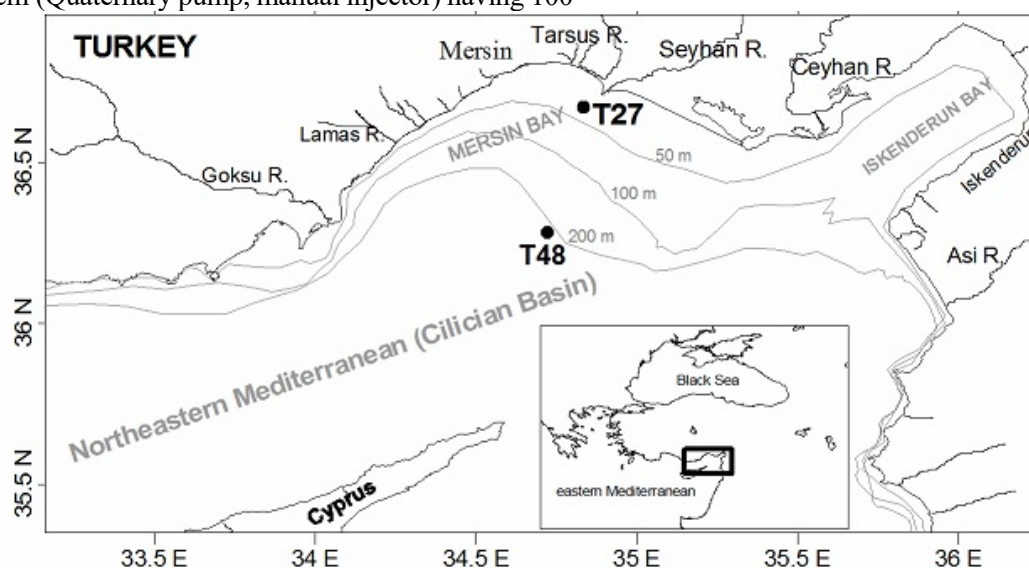 em (Quaternary pump, manual injector) having 100
TURKEY
Mersin
Tarsus R.
Seyhan R.
Ceyhan R.
Lamas R.
Goksu R.
T27
MERSIN BAY
ISKENDERUN BAY
50 m
100 m
200 m
Iskenderun
T48
Asi R.
36.5 N
36 N
35.5 N
Northeastern Mediterranean (Cilician Basin)
Cyprus
Black Sea
eastern Mediterranean
33.5 E
34 E
34.5 E
35 E
35.5 E
36 E